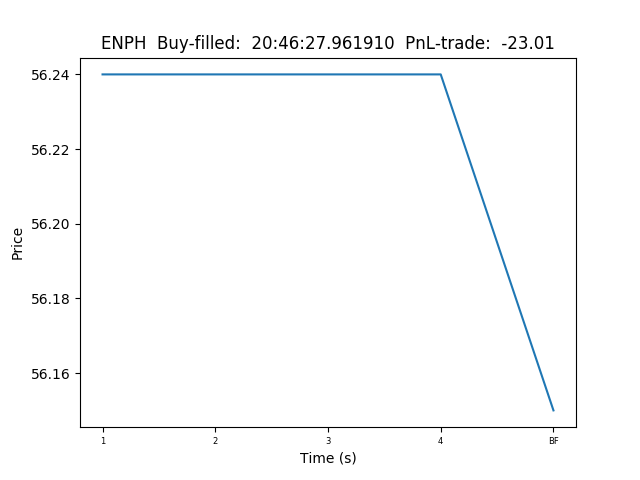 ENPH  Buy-filled:  20:46:27.961910  PnL-trade:  -23.01
56.24
56.22
56.20
56.18
56.16
Price
1 2 3 4 BF
Time (s)